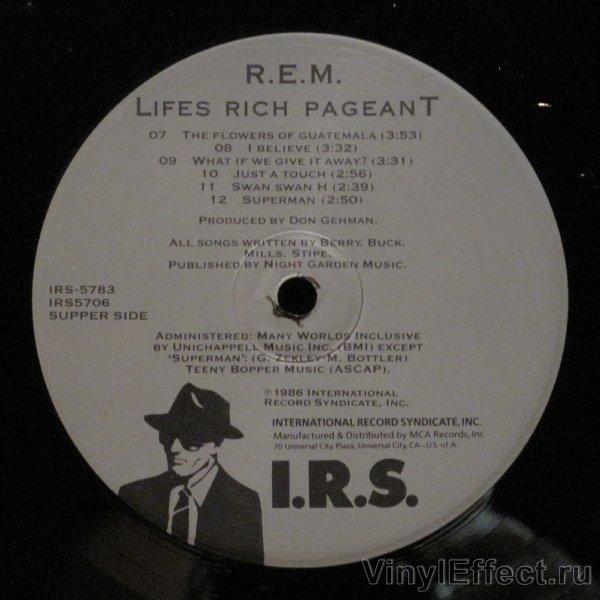 R.E.M.
LIFES RICH PAGEANT
07 THE FLOWERS OF GUATEMALA (3:53)
08 I BELIEVE (3:32)
09 WHAT IF WE GIVE IT AWAY? (3:31)
10 JUST A TOUCH (2:56)
11 SWAN SWAN H (2:39)
12 SUPERMAN (2:50)
PRODUCED BY DON GEHMAN.
ALL SONGS WRITTEN BY BERRY, BUCK,
MILLS, STIPE.
PUBLISHED BY NIGHT GARDEN MUSIC.
IRS-5783
IRS5706
SUPPER SIDE
ADMINISTERED: MANY WORLDS INCLUSIVE
BY UNICHAPPELL MUSIC INC. (BMI) EXCEPT
'SUPERMAN': (G. ZEKLEY-M. BOTTLER)
TEENY BOPPER MUSIC (ASCAP).
℗ 1986 INTERNATIONAL
RECORD SYNDICATE, INC.
INTERNATIONAL RECORD SYNDICATE, INC.
Manufactured & Distributed by MCA Records, Inc.
70 Universal City Plaza, Universal City, CA-U.S. of A.
I.R.S.
VinylEffect.ru